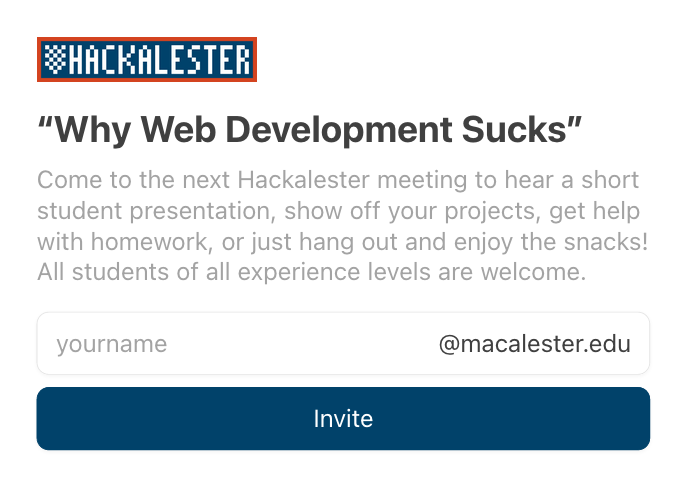 HACKALESTER
“Why Web Development Sucks”
Come to the next Hackalester meeting to hear a short
student presentation, show off your projects, get help
with homework, or just hang out and enjoy the snacks!
All students of all experience levels are welcome.
yourname @macalester.edu
Invite